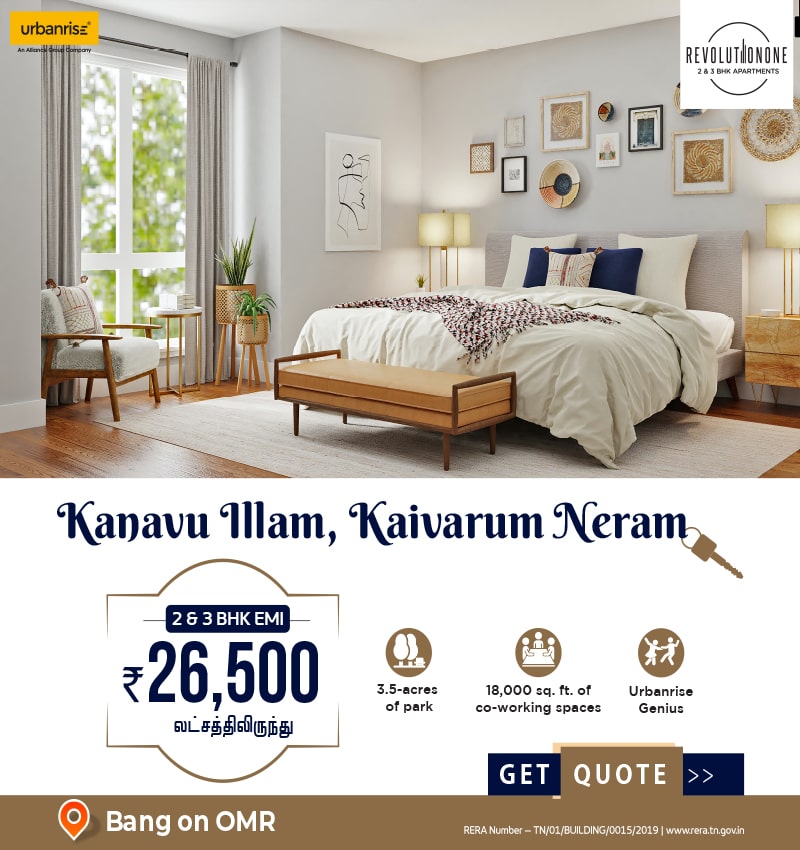 urbanrise®
An Alliance Group Company
REVOLUTIONONE
2 & 3 BHK APARTMENTS
Kanavu Illam, Kaivarum Neram
2 & 3 BHK EMI
₹26,500
லட்சத்திலிருந்து
3.5-acres
of park
18,000 sq. ft. of
co-working spaces
Urbanrise
Genius
GET QUOTE >>
Bang on OMR
RERA Number – TN/01/BUILDING/0015/2019 | www.rera.tn.gov.in